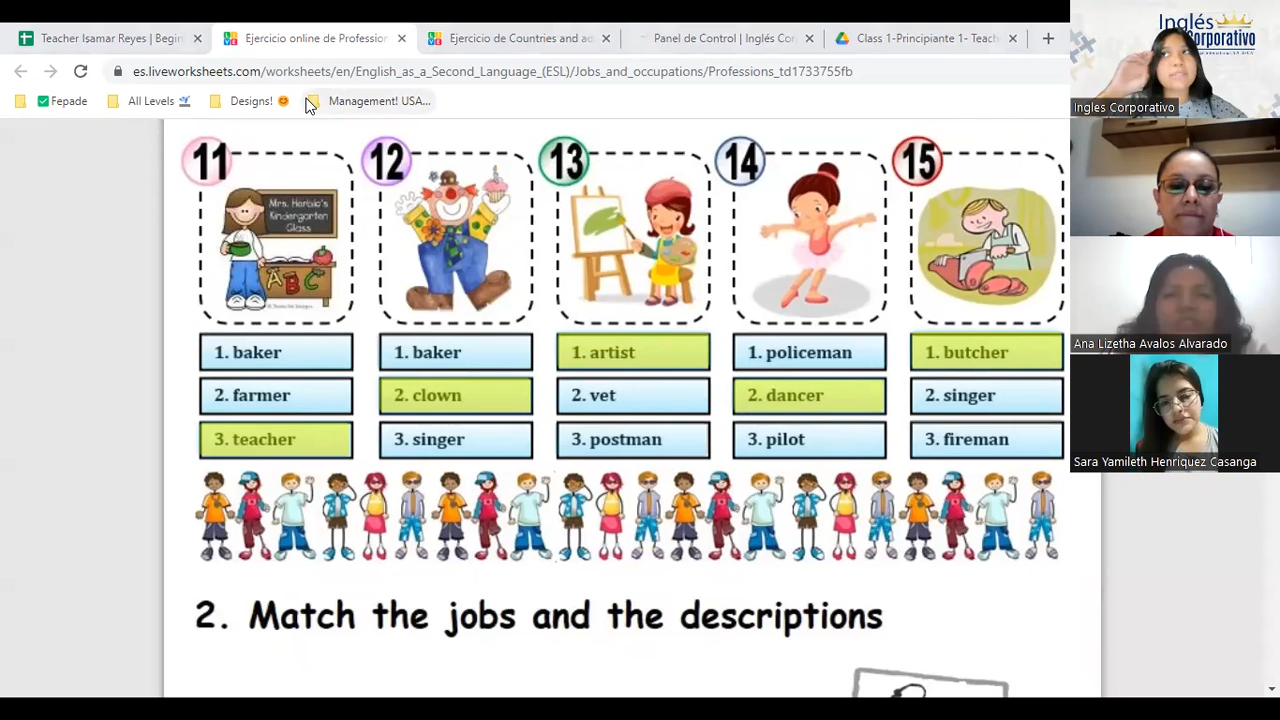 Teacher Isamar Reyes | Begin
Ejercicio online de Profession
Ejercicio de Countries and ad
Panel de Control | Inglés Co
Class 1-Principiante 1- Teac
es.liveworksheets.com/worksheets/en/English_as_a_Second_Language_(ESL)/Jobs_and_occupations/Professions_td1733755fb
Fepade
All Levels
Designs!
Management! USA...
Inglés
Corporativo
Ingles Corporativo
Ana Lizetha Avalos Alvarado
Sara Yamileth Henriquez Casanga
11
12
13
14
15
Mrs. Herbie's
Kindergarten
Class
A B C
1. baker
1. baker
1. artist
1. policeman
1. butcher
2. farmer
2. clown
2. vet
2. dancer
2. singer
3. teacher
3. singer
3. postman
3. pilot
3. fireman
2. Match the jobs and the descriptions